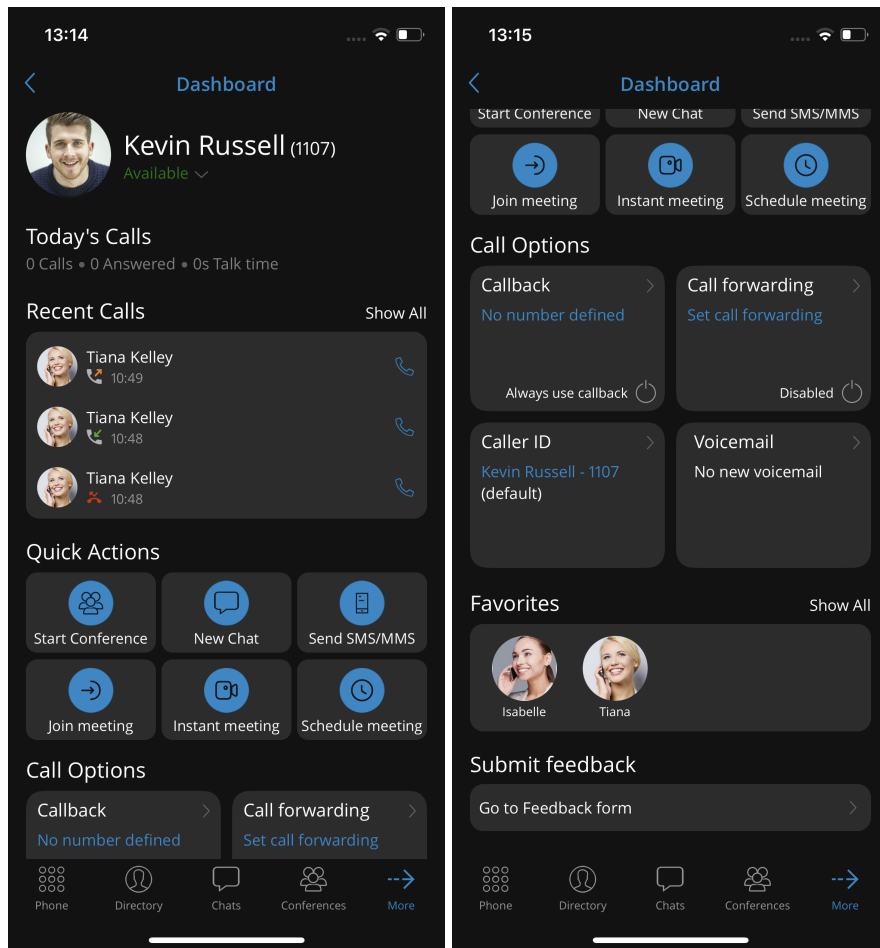 13:14
Dashboard
Kevin Russell (1107)
Available
Today's Calls
0 Calls • 0 Answered • 0s Talk time
Recent Calls
Show All
Tiana Kelley
10:49
Tiana Kelley
10:48
Tiana Kelley
10:48
Quick Actions
Start Conference
New Chat
Send SMS/MMS
Join meeting
Instant meeting
Schedule meeting
Call Options
Callback
No number defined
Call forwarding
Set call forwarding
Phone
Directory
Chats
Conferences
More
13:15
Dashboard
Start Conference
New Chat
Send SMS/MMS
Join meeting
Instant meeting
Schedule meeting
Call Options
Callback
No number defined
Always use callback
Call forwarding
Set call forwarding
Disabled
Caller ID
Kevin Russell - 1107
(default)
Voicemail
No new voicemail
Favorites
Show All
Isabelle
Tiana
Submit feedback
Go to Feedback form
Phone
Directory
Chats
Conferences
More